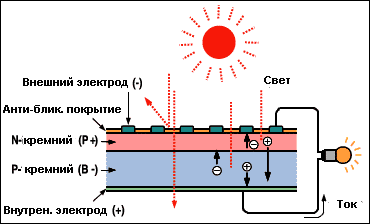 Внешний электрод (-)
Свет
Анти-блик. покрытие
N-кремний (P+)
P- кремний (B-)
Внутрен. электрод (+)
Ток